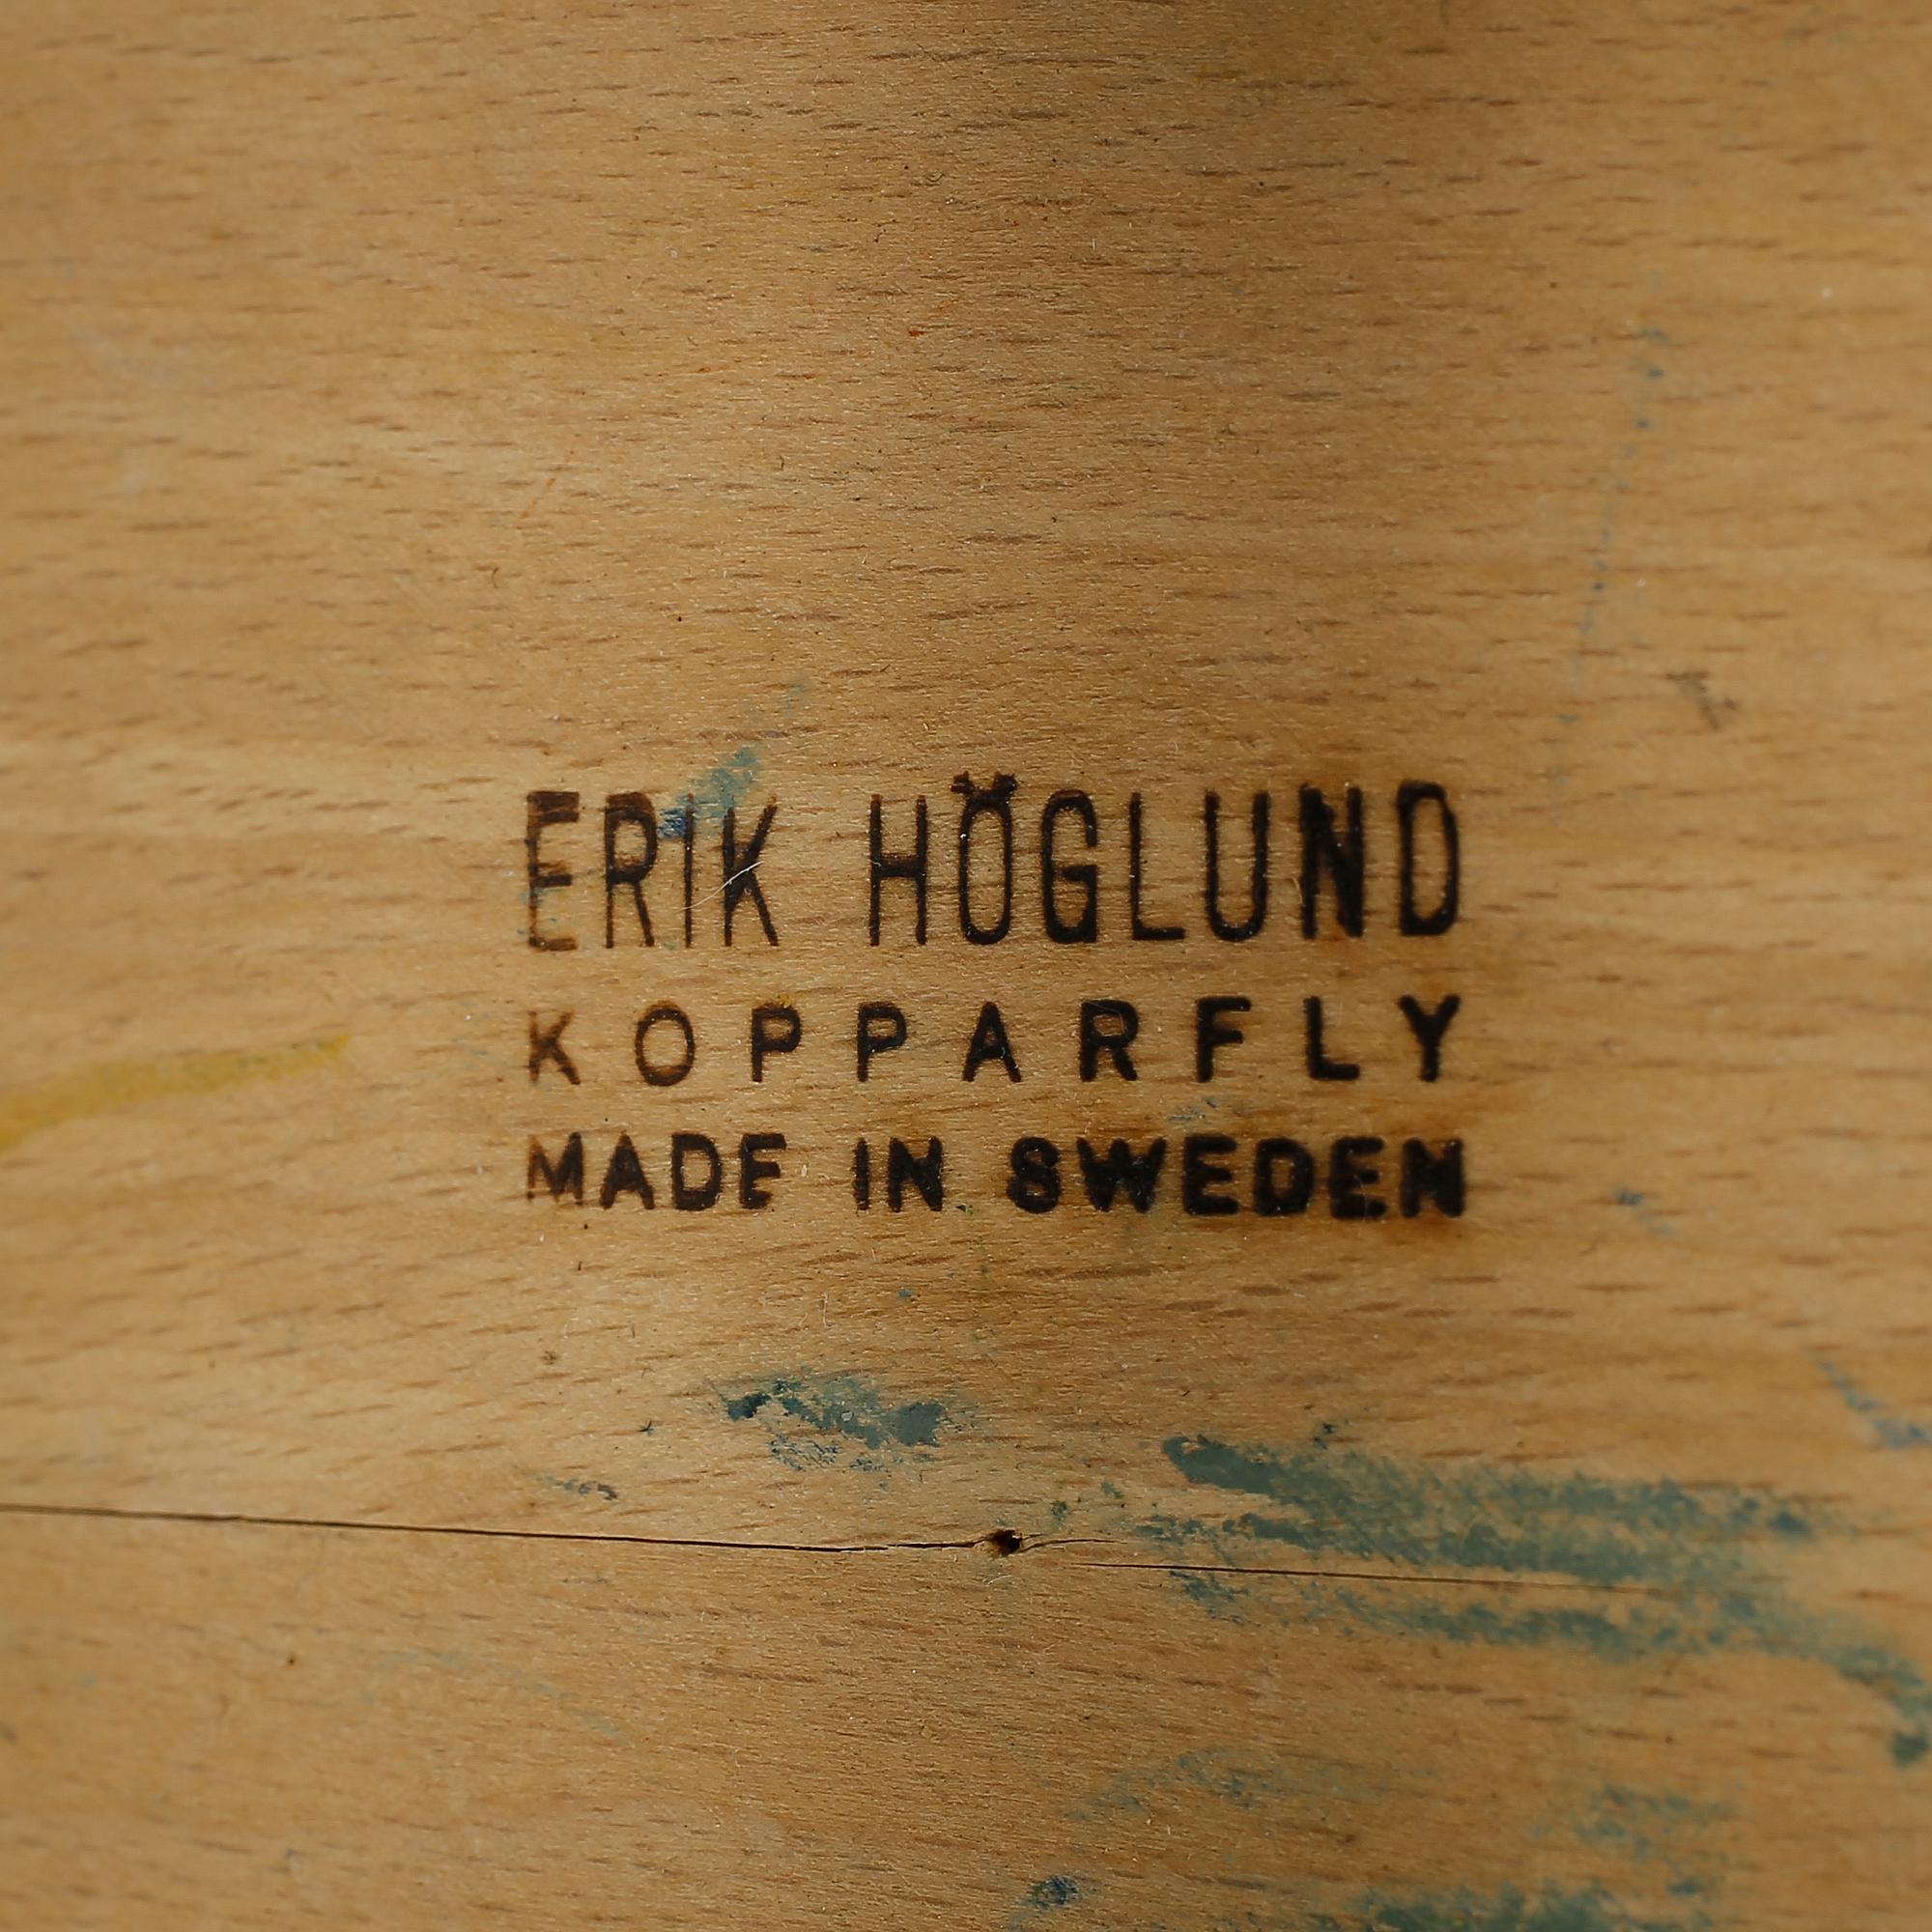 ERIK HÖGLUND
KOPPARFLY
MADE IN SWEDEN